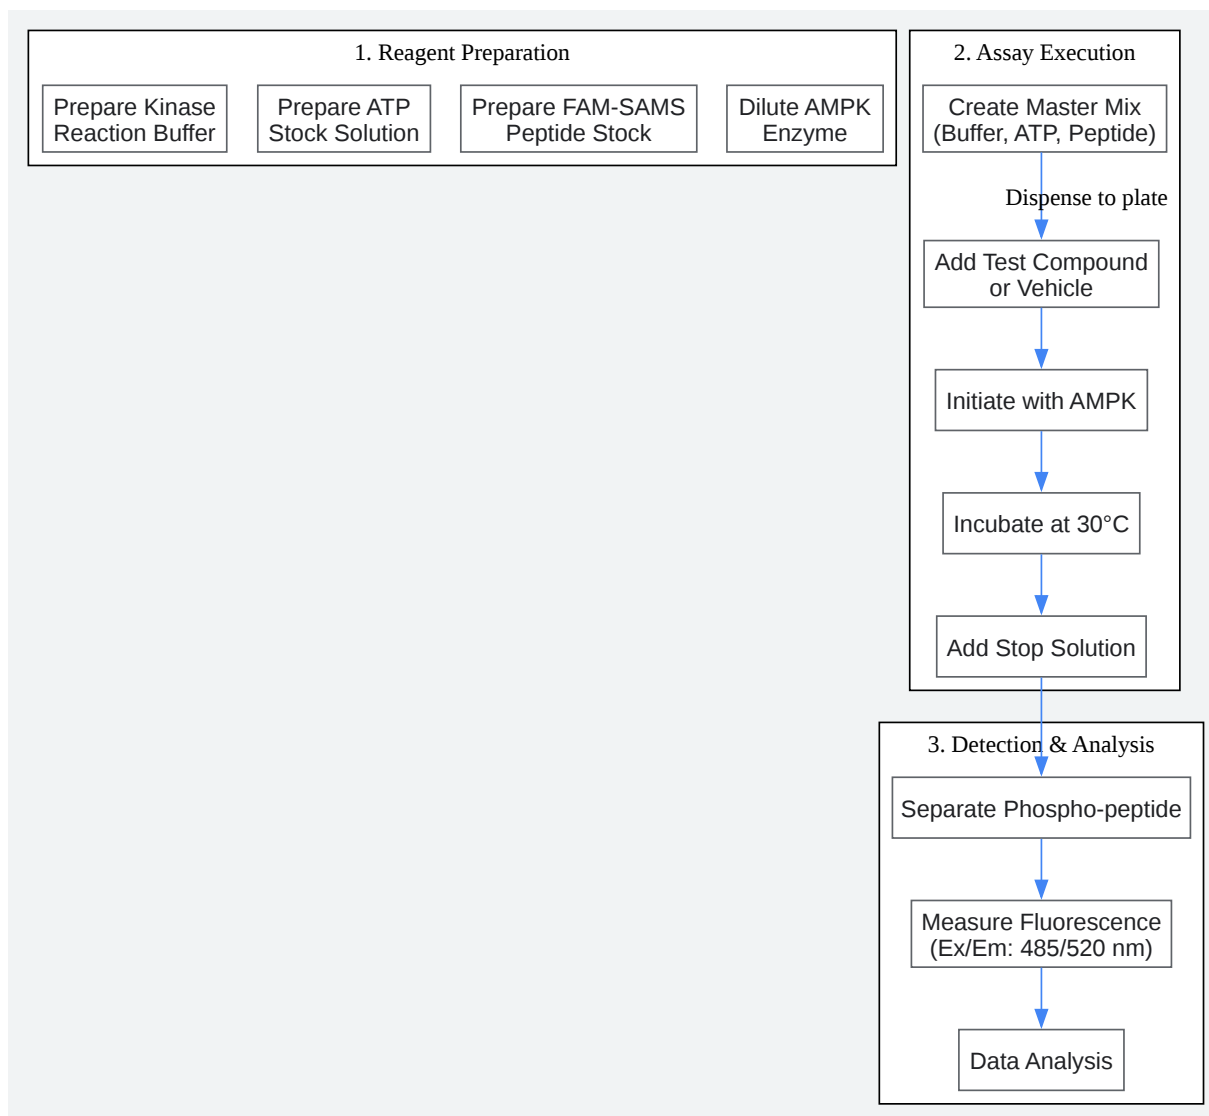 1. Reagent Preparation
Prepare Kinase
Reaction Buffer
Prepare ATP
Stock Solution
Prepare FAM-SAMS
Peptide Stock
Dilute AMPK
Enzyme
2. Assay Execution
Create Master Mix
(Buffer, ATP, Peptide)
Dispense to plate
Add Test Compound
or Vehicle
Initiate with AMPK
Incubate at 30°C
Add Stop Solution
3. Detection & Analysis
Separate Phospho-peptide
Measure Fluorescence
(Ex/Em: 485/520 nm)
Data Analysis